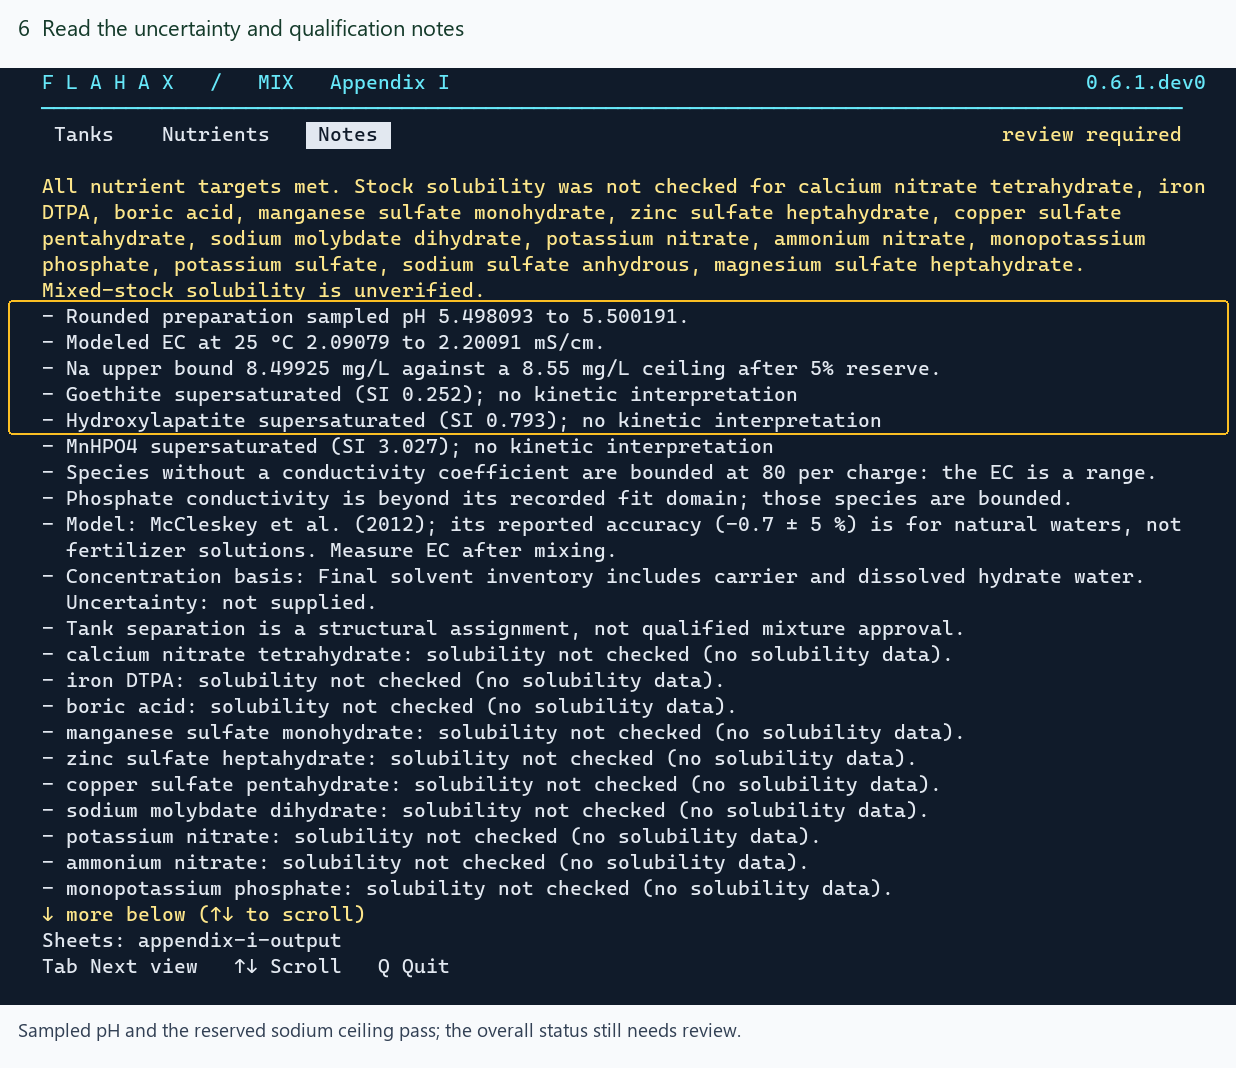 6 Read the uncertainty and qualification notes
F L A H A X / MIX Appendix I 0.6.1.dev0
Tanks Nutrients Notes review required
All nutrient targets met. Stock solubility was not checked for calcium nitrate tetrahydrate, iron
DTPA, boric acid, manganese sulfate monohydrate, zinc sulfate heptahydrate, copper sulfate
pentahydrate, sodium molybdate dihydrate, potassium nitrate, ammonium nitrate, monopotassium
phosphate, potassium sulfate, sodium sulfate anhydrous, magnesium sulfate heptahydrate.
Mixed-stock solubility is unverified.
- Rounded preparation sampled pH 5.498093 to 5.500191.
- Modeled EC at 25 °C 2.09079 to 2.20091 mS/cm.
- Na upper bound 8.49925 mg/L against a 8.55 mg/L ceiling after 5% reserve.
- Goethite supersaturated (SI 0.252); no kinetic interpretation
- Hydroxylapatite supersaturated (SI 0.793); no kinetic interpretation
- MnHPO4 supersaturated (SI 3.027); no kinetic interpretation
- Species without a conductivity coefficient are bounded at 80 per charge: the EC is a range.
- Phosphate conductivity is beyond its recorded fit domain; those species are bounded.
- Model: McCleskey et al. (2012); its reported accuracy (-0.7 ± 5 %) is for natural waters, not
fertilizer solutions. Measure EC after mixing.
- Concentration basis: Final solvent inventory includes carrier and dissolved hydrate water.
Uncertainty: not supplied.
- Tank separation is a structural assignment, not qualified mixture approval.
- calcium nitrate tetrahydrate: solubility not checked (no solubility data).
- iron DTPA: solubility not checked (no solubility data).
- boric acid: solubility not checked (no solubility data).
- manganese sulfate monohydrate: solubility not checked (no solubility data).
- zinc sulfate heptahydrate: solubility not checked (no solubility data).
- copper sulfate pentahydrate: solubility not checked (no solubility data).
- sodium molybdate dihydrate: solubility not checked (no solubility data).
- potassium nitrate: solubility not checked (no solubility data).
- ammonium nitrate: solubility not checked (no solubility data).
- monopotassium phosphate: solubility not checked (no solubility data).
↓ more below (↑↓ to scroll)
Sheets: appendix-i-output
Tab Next view ↑↓ Scroll Q Quit
Sampled pH and the reserved sodium ceiling pass; the overall status still needs review.